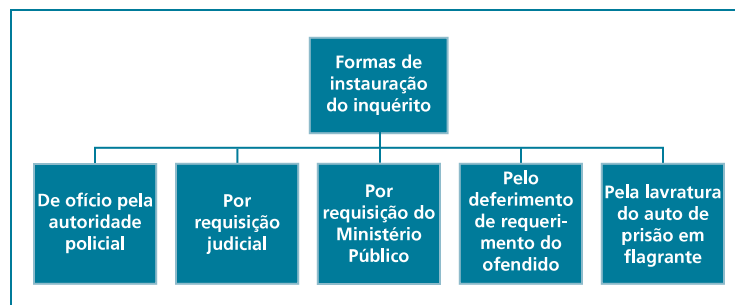 Formas de
instauração
do inquérito
De ofício pela
autoridade
policial
Por
requisição
judicial
Por
requisição do
Ministério
Público
Pelo
deferimento
de requeri-
mento do
ofendido
Pela lavratura
do auto de
prisão em
flagrante